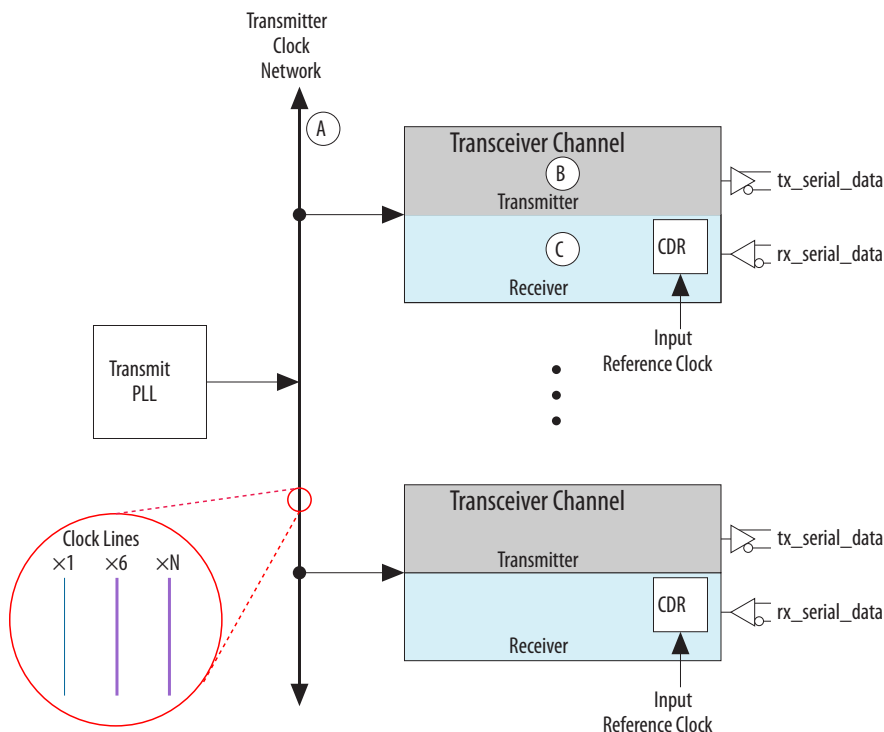 Transmitter
Clock
Network
A
Transceiver Channel
B
Transmitter
tx_serial_data
C
CDR
rx_serial_data
Receiver
Input
Reference Clock
Transmit
PLL
Transceiver Channel
Transmitter
tx_serial_data
CDR
rx_serial_data
Receiver
Input
Reference Clock
Clock Lines
×1 ×6 ×N